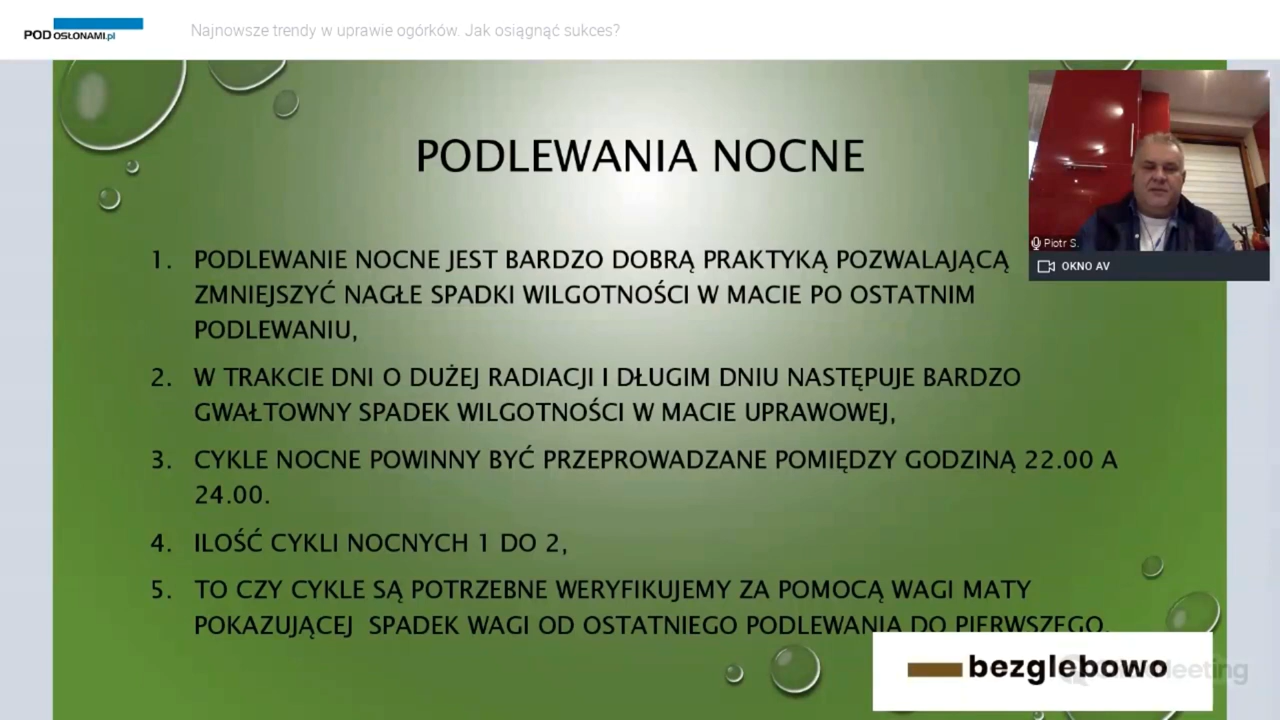 POD OSŁONAMI.pl
Najnowsze trendy w uprawie ogórków. Jak osiągnąć sukces?
PODLEWANIA NOCNE
Piotr S.
OKNO AV
1. PODLEWANIE NOCNE JEST BARDZO DOBRĄ PRAKTYKĄ POZWALAJĄCĄ
ZMNIEJSZYĆ NAGŁE SPADKI WILGOTNOŚCI W MACIE PO OSTATNIM
PODLEWANIU,
2. W TRAKCIE DNI O DUŻEJ RADIACJI I DŁUGIM DNIU NASTĘPUJE BARDZO
GWAŁTOWNY SPADEK WILGOTNOŚCI W MACIE UPRAWOWEJ,
3. CYKLE NOCNE POWINNY BYĆ PRZEPROWADZANE POMIĘDZY GODZINĄ 22.00 A
24.00.
4. ILOŚĆ CYKLI NOCNYCH 1 DO 2,
5. TO CZY CYKLE SĄ POTRZEBNE WERYFIKUJEMY ZA POMOCĄ WAGI MATY
POKAZUJĄCEJ SPADEK WAGI OD OSTATNIEGO PODLEWANIA DO PIERWSZEGO.
bezglebowo